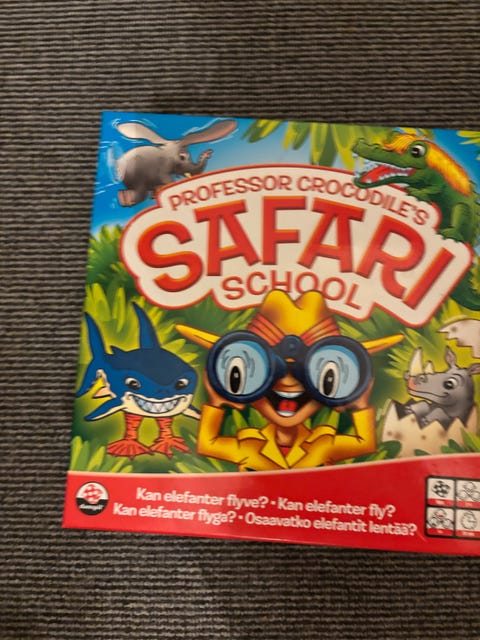 PROFESSOR CROCODILE'S
SAFARI
SCHOOL
Kan elefanter flyve? • Kan elefanter fly?
Kan elefanter flyga? • Osaavatko elefantit lentää?